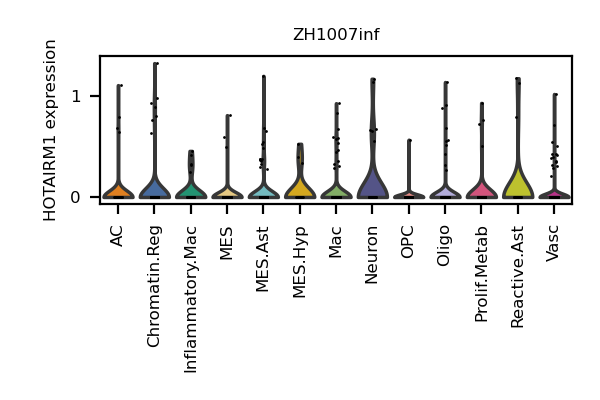 ZH1007inf
HOTAIRM1 expression
1
0
AC
Chromatin.Reg
Inflammatory.Mac
MES
MES.Ast
MES.Hyp
Mac
Neuron
OPC
Oligo
Prolif.Metab
Reactive.Ast
Vasc